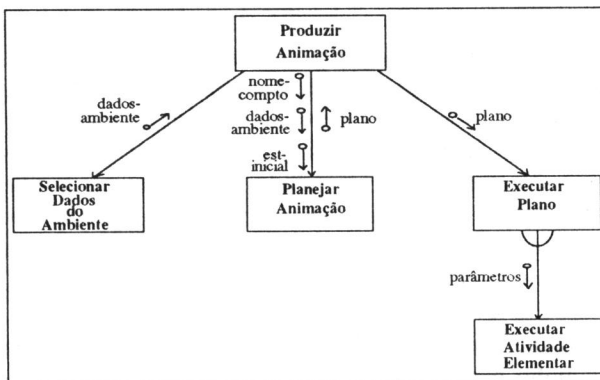 Produzir
Animação
nome-
compto
dados-
ambiente
dados-
ambiente
plano
plano
est-
inicial
Selecionar
Dados
do
Ambiente
Planejar
Animação
Executar
Plano
parâmetros
Executar
Atividade
Elementar